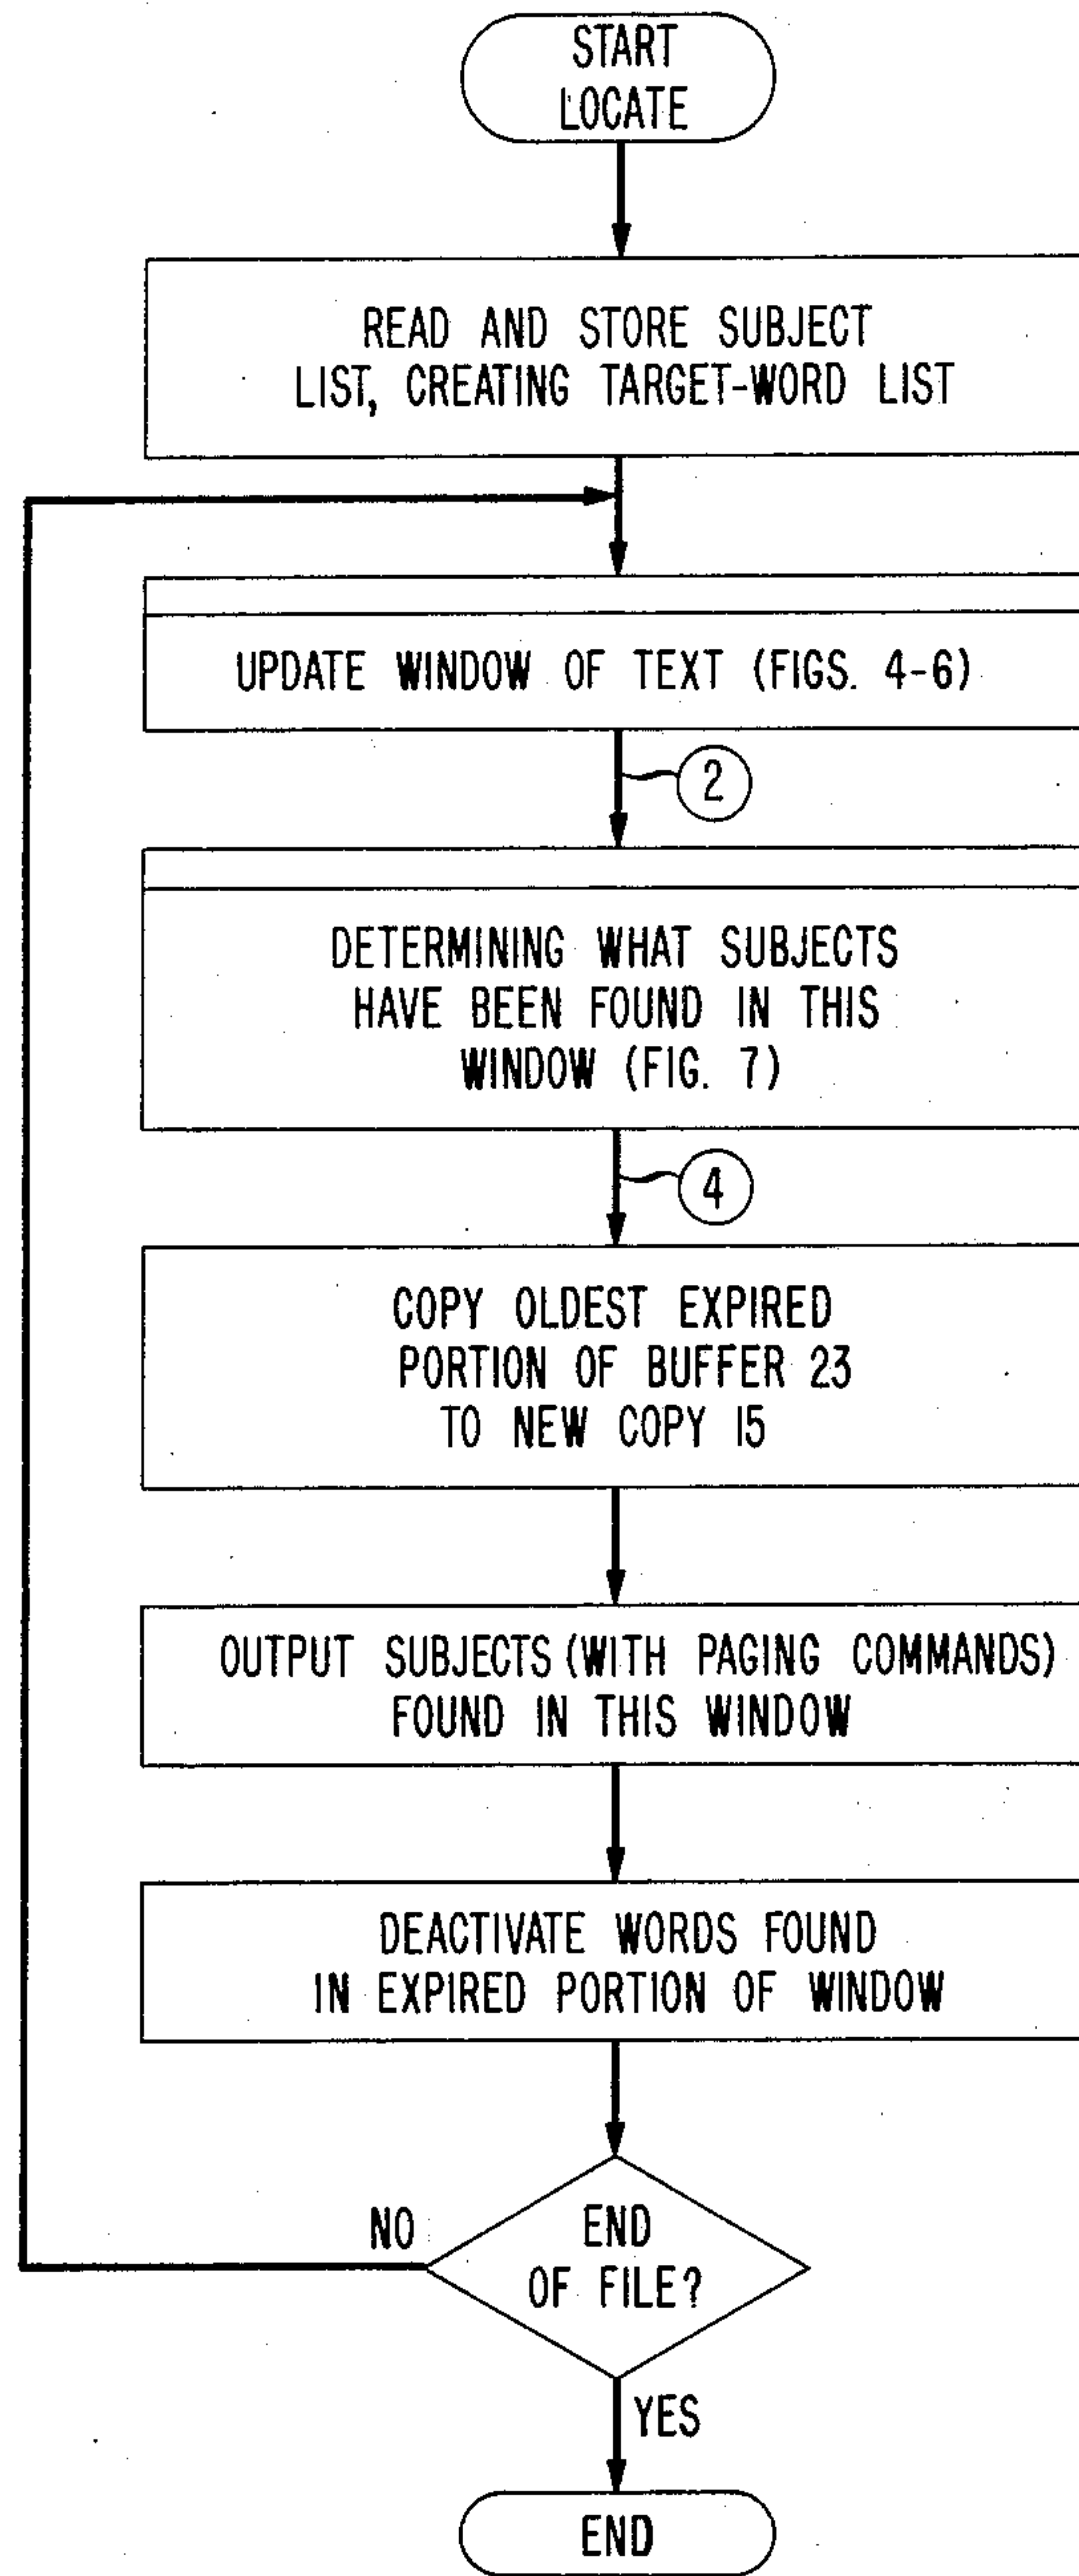 START
LOCATE
READ AND STORE SUBJECT
LIST, CREATING TARGET-WORD LIST
UPDATE WINDOW OF TEXT (FIGS. 4-6)
2
DETERMINING WHAT SUBJECTS
HAVE BEEN FOUND IN THIS
WINDOW (FIG. 7)
4
COPY OLDEST EXPIRED
PORTION OF BUFFER 23
TO NEW COPY 15
OUTPUT SUBJECTS (WITH PAGING COMMANDS)
FOUND IN THIS WINDOW
DEACTIVATE WORDS FOUND
IN EXPIRED PORTION OF WINDOW
NO
END
OF FILE?
YES
END